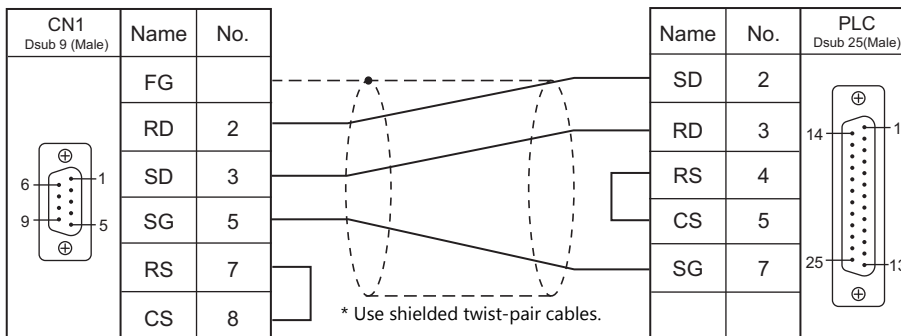 CN1
Dsub 9 (Male)
Name No.
FG
RD 2
SD 3
SG 5
RS 7
CS 8
6 1
9 5
* Use shielded twist-pair cables.
Name No.
PLC
Dsub 25(Male)
SD 2
RD 3
RS 4
CS 5
SG 7
14 1
25 13